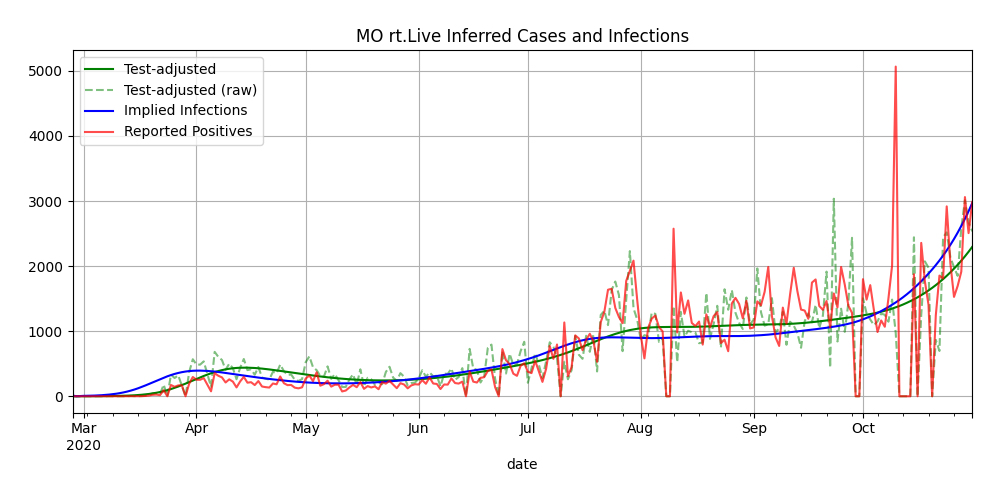 MO rt.Live Inferred Cases and Infections
Test-adjusted
Test-adjusted (raw)
Implied Infections
Reported Positives
5000
4000
3000
2000
1000
0
Mar Apr May Jun Jul Aug Sep Oct
2020
date